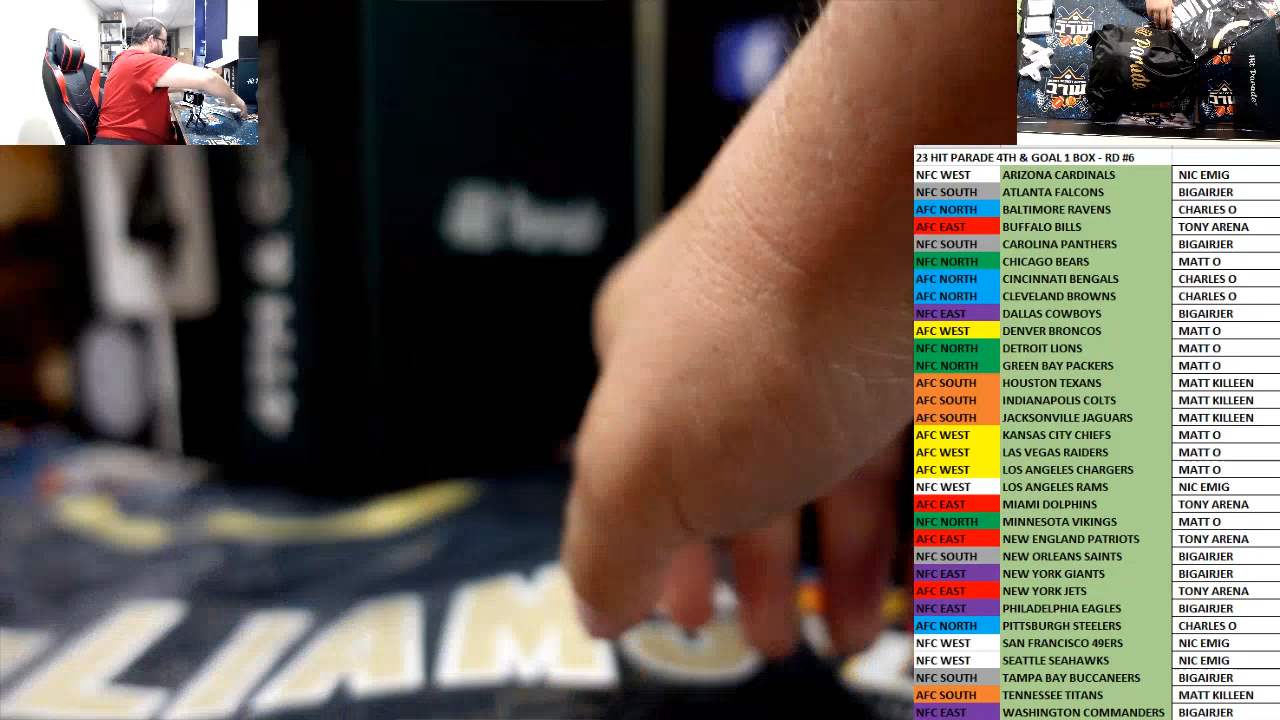 Hit Parade
Hit Parade
23 HIT PARADE 4TH & GOAL 1 BOX - RD #6
NFC WEST ARIZONA CARDINALS NIC EMIG
NFC SOUTH ATLANTA FALCONS BIGAIRJER
AFC NORTH BALTIMORE RAVENS CHARLES O
AFC EAST BUFFALO BILLS TONY ARENA
NFC SOUTH CAROLINA PANTHERS BIGAIRJER
NFC NORTH CHICAGO BEARS MATT O
AFC NORTH CINCINNATI BENGALS CHARLES O
AFC NORTH CLEVELAND BROWNS CHARLES O
NFC EAST DALLAS COWBOYS BIGAIRJER
AFC WEST DENVER BRONCOS MATT O
NFC NORTH DETROIT LIONS MATT O
NFC NORTH GREEN BAY PACKERS MATT O
AFC SOUTH HOUSTON TEXANS MATT KILLEEN
AFC SOUTH INDIANAPOLIS COLTS MATT KILLEEN
AFC SOUTH JACKSONVILLE JAGUARS MATT KILLEEN
AFC WEST KANSAS CITY CHIEFS MATT O
AFC WEST LAS VEGAS RAIDERS MATT O
AFC WEST LOS ANGELES CHARGERS MATT O
NFC WEST LOS ANGELES RAMS NIC EMIG
AFC EAST MIAMI DOLPHINS TONY ARENA
NFC NORTH MINNESOTA VIKINGS MATT O
AFC EAST NEW ENGLAND PATRIOTS TONY ARENA
NFC SOUTH NEW ORLEANS SAINTS BIGAIRJER
NFC EAST NEW YORK GIANTS BIGAIRJER
AFC EAST NEW YORK JETS TONY ARENA
NFC EAST PHILADELPHIA EAGLES BIGAIRJER
AFC NORTH PITTSBURGH STEELERS CHARLES O
NFC WEST SAN FRANCISCO 49ERS NIC EMIG
NFC WEST SEATTLE SEAHAWKS NIC EMIG
NFC SOUTH TAMPA BAY BUCCANEERS BIGAIRJER
AFC SOUTH TENNESSEE TITANS MATT KILLEEN
NFC EAST WASHINGTON COMMANDERS BIGAIRJER